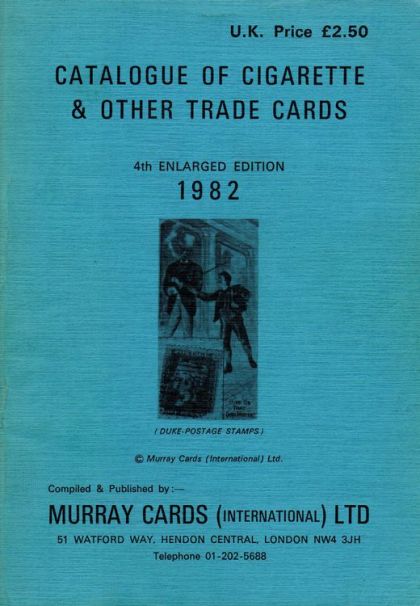 U.K. Price £2.50
CATALOGUE OF CIGARETTE
& OTHER TRADE CARDS
4th ENLARGED EDITION
1982
(DUKE-POSTAGE STAMPS)
© Murray Cards (International) Ltd.
Compiled & Published by:—
MURRAY CARDS (INTERNATIONAL) LTD
51 WATFORD WAY, HENDON CENTRAL, LONDON NW4 3JH
Telephone 01-202-5688